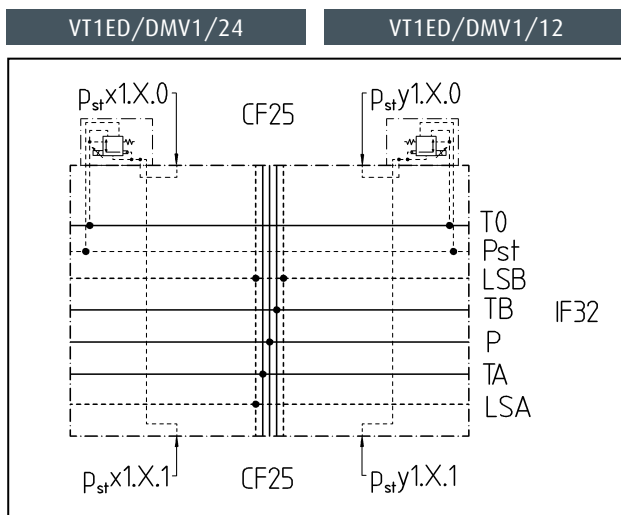 VT1ED/DMV1/24
VT1ED/DMV1/12
pstx1.X.0
CF25
psty1.X.0
T0
Pst
LSB
TB
IF32
P
TA
LSA
pstx1.X.1
CF25
psty1.X.1